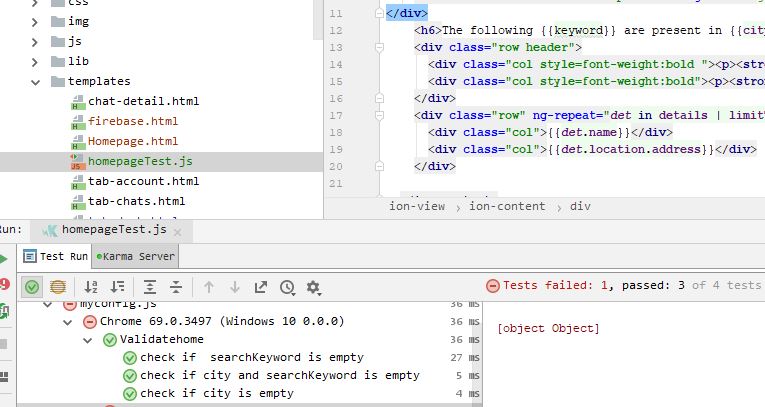 css
img
js
lib
templates
chat-detail.html
firebase.html
Homepage.html
homepageTest.js
tab-account.html
tab-chats.html
11 </div>
12 <h6>The following {{keyword}} are present in {{city
13 <div class="row header">
14 <div class="col style=font-weight:bold "><p><stro
15 <div class="col style=font-weight:bold"><p><stron
16 </div>
17 <div class="row" ng-repeat="det in details | limit
18 <div class="col">{{det.name}}</div>
19 <div class="col">{{det.location.address}}</div>
20 </div>
21
ion-view › ion-content › div
Run: homepageTest.js ×
Test Run Karma Server
Tests failed: 1, passed: 3 of 4 tests
myconfig.js 36 ms
Chrome 69.0.3497 (Windows 10 0.0.0) 36 ms
Validatehome 36 ms
check if searchKeyword is empty 27 ms
check if city and searchKeyword is empty 5 ms
check if city is empty 4 ms
[object Object]